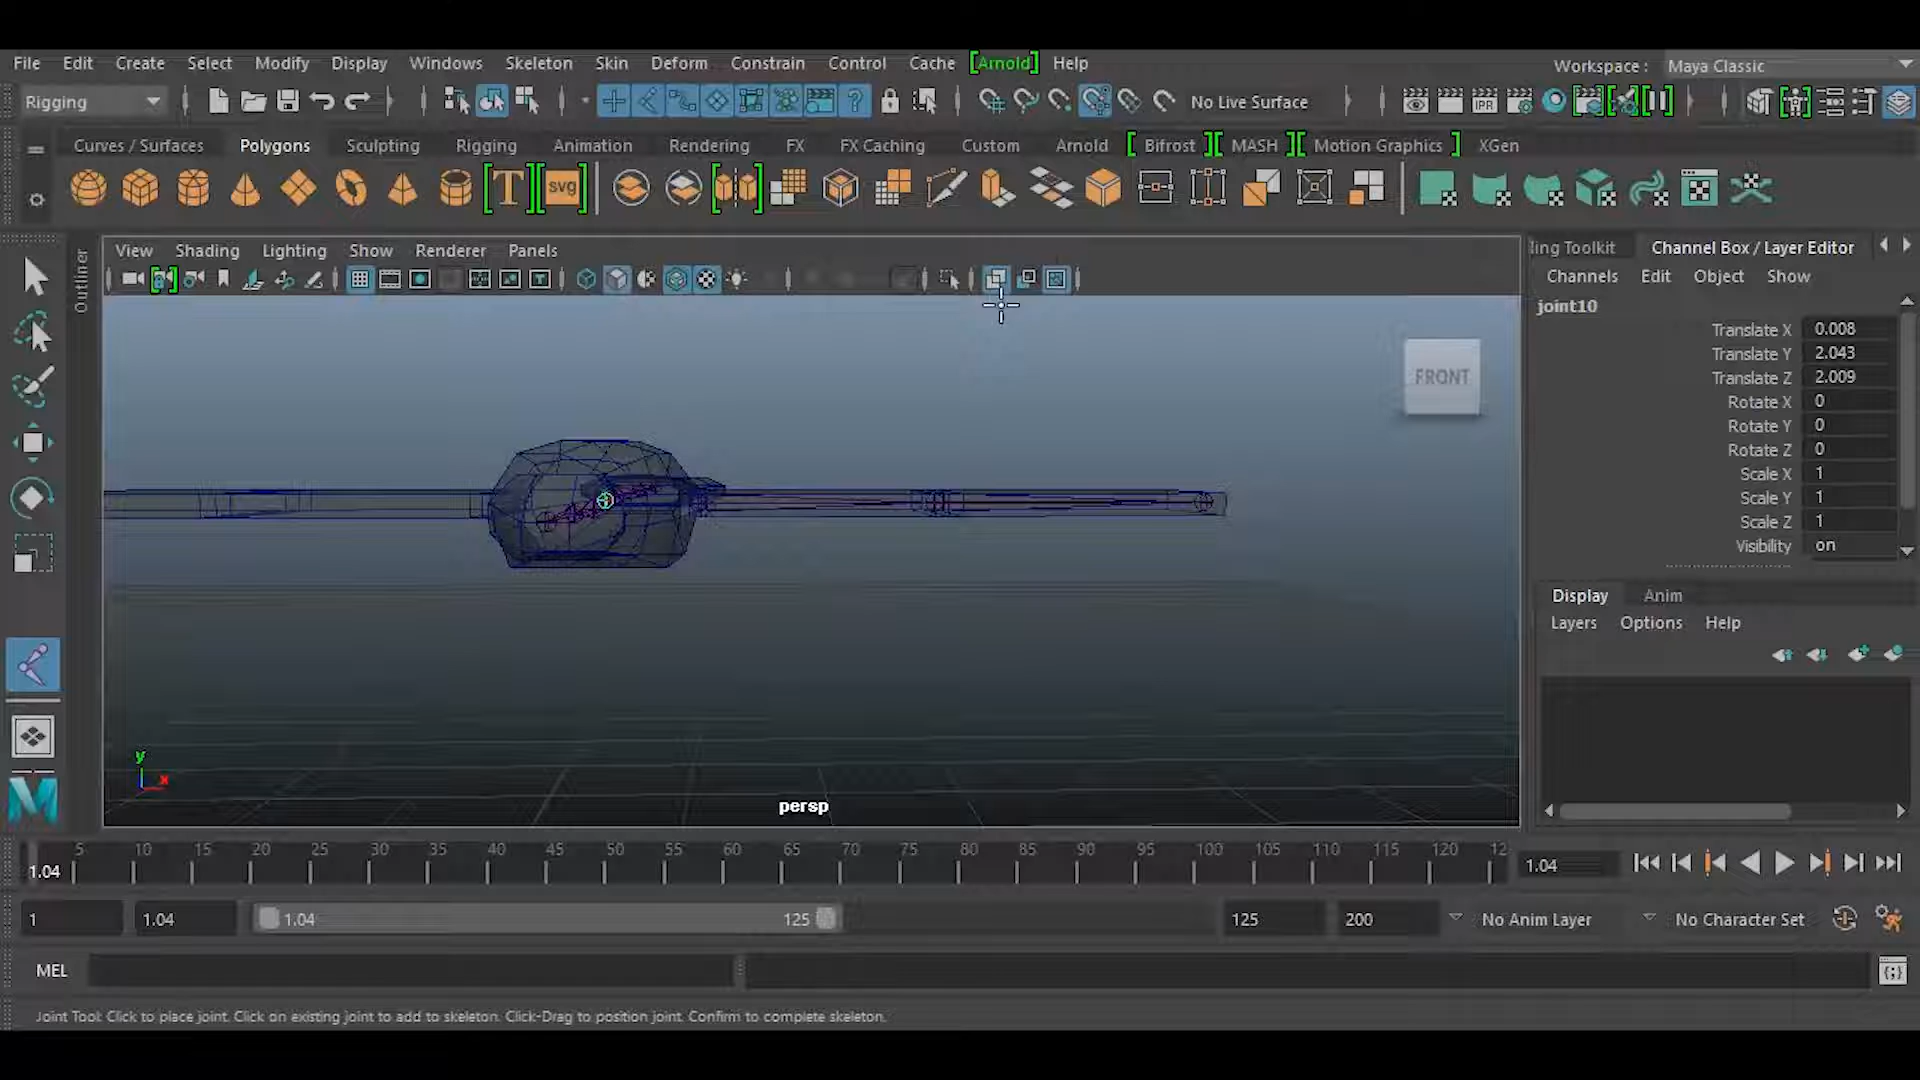 File Edit Create Select Modify Display Windows Skeleton Skin Deform Constrain Control Cache [Arnold] Help
Workspace : Maya Classic
Rigging
No Live Surface
IPR
Curves / Surfaces Polygons Sculpting Rigging Animation Rendering FX FX Caching Custom Arnold [ Bifrost ][ MASH ][ Motion Graphics ] XGen
T svg
View Shading Lighting Show Renderer Panels
Outliner
FRONT
y
x
persp
ling Toolkit Channel Box / Layer Editor
Channels Edit Object Show
joint10
Translate X 0.008
Translate Y 2.043
Translate Z 2.009
Rotate X 0
Rotate Y 0
Rotate Z 0
Scale X 1
Scale Y 1
Scale Z 1
Visibility on
Display Anim
Layers Options Help
5 10 15 20 25 30 35 40 45 50 55 60 65 70 75 80 85 90 95 100 105 110 115 120 12
1.04
1.04
1 1.04 1.04 125 125 200 No Anim Layer No Character Set
MEL
Joint Tool: Click to place joint. Click on existing joint to add to skeleton. Click-Drag to position joint. Confirm to complete skeleton.